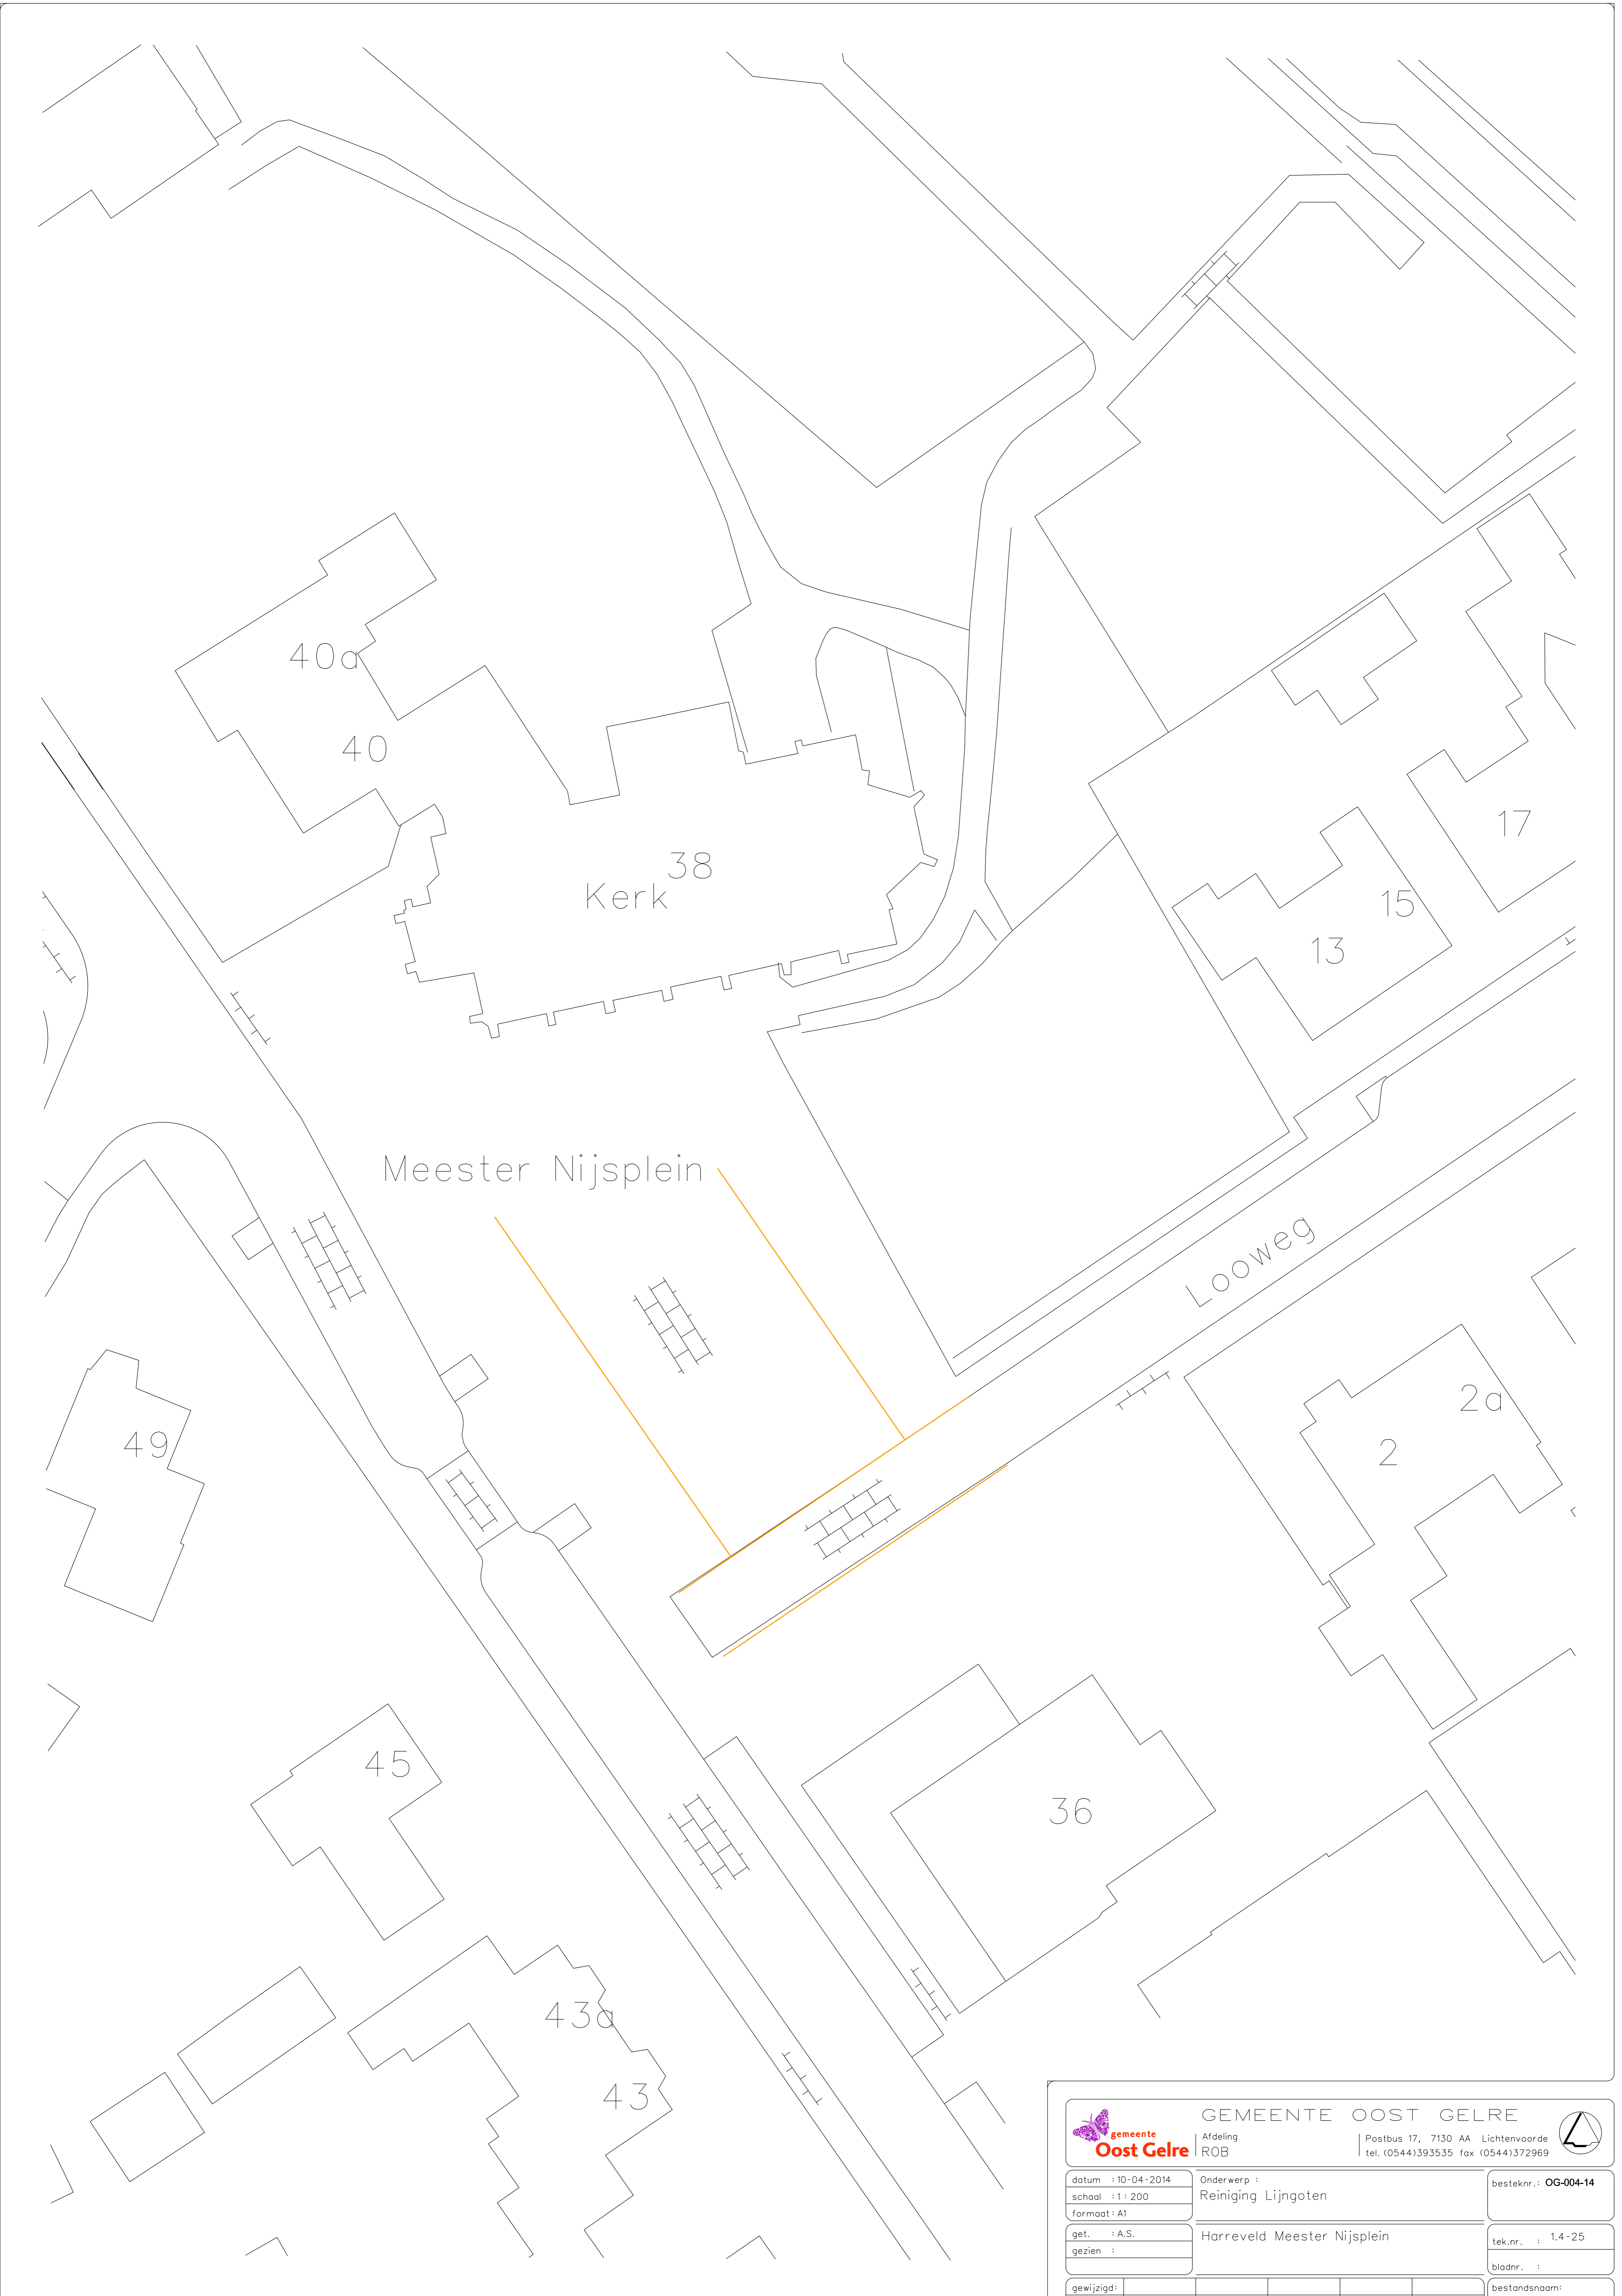 40a
40
38
Kerk
17
15
13
Meester Nijsplein
Looweg
2a
2
49
45
36
43a
43
gemeente
Oost Gelre
GEMEENTE OOST GELRE
Afdeling
ROB
Postbus 17, 7130 AA Lichtenvoorde
tel. (0544)393535 fax (0544)372969
datum : 10-04-2014
schaal : 1 : 200
formaat : A1
Onderwerp :
Reiniging Lijngoten
besteknr.: OG-004-14
get. : A.S.
gezien :
Harreveld Meester Nijsplein
tek.nr. : 1.4-25
bladnr. :
gewijzigd:
bestandsnaam: